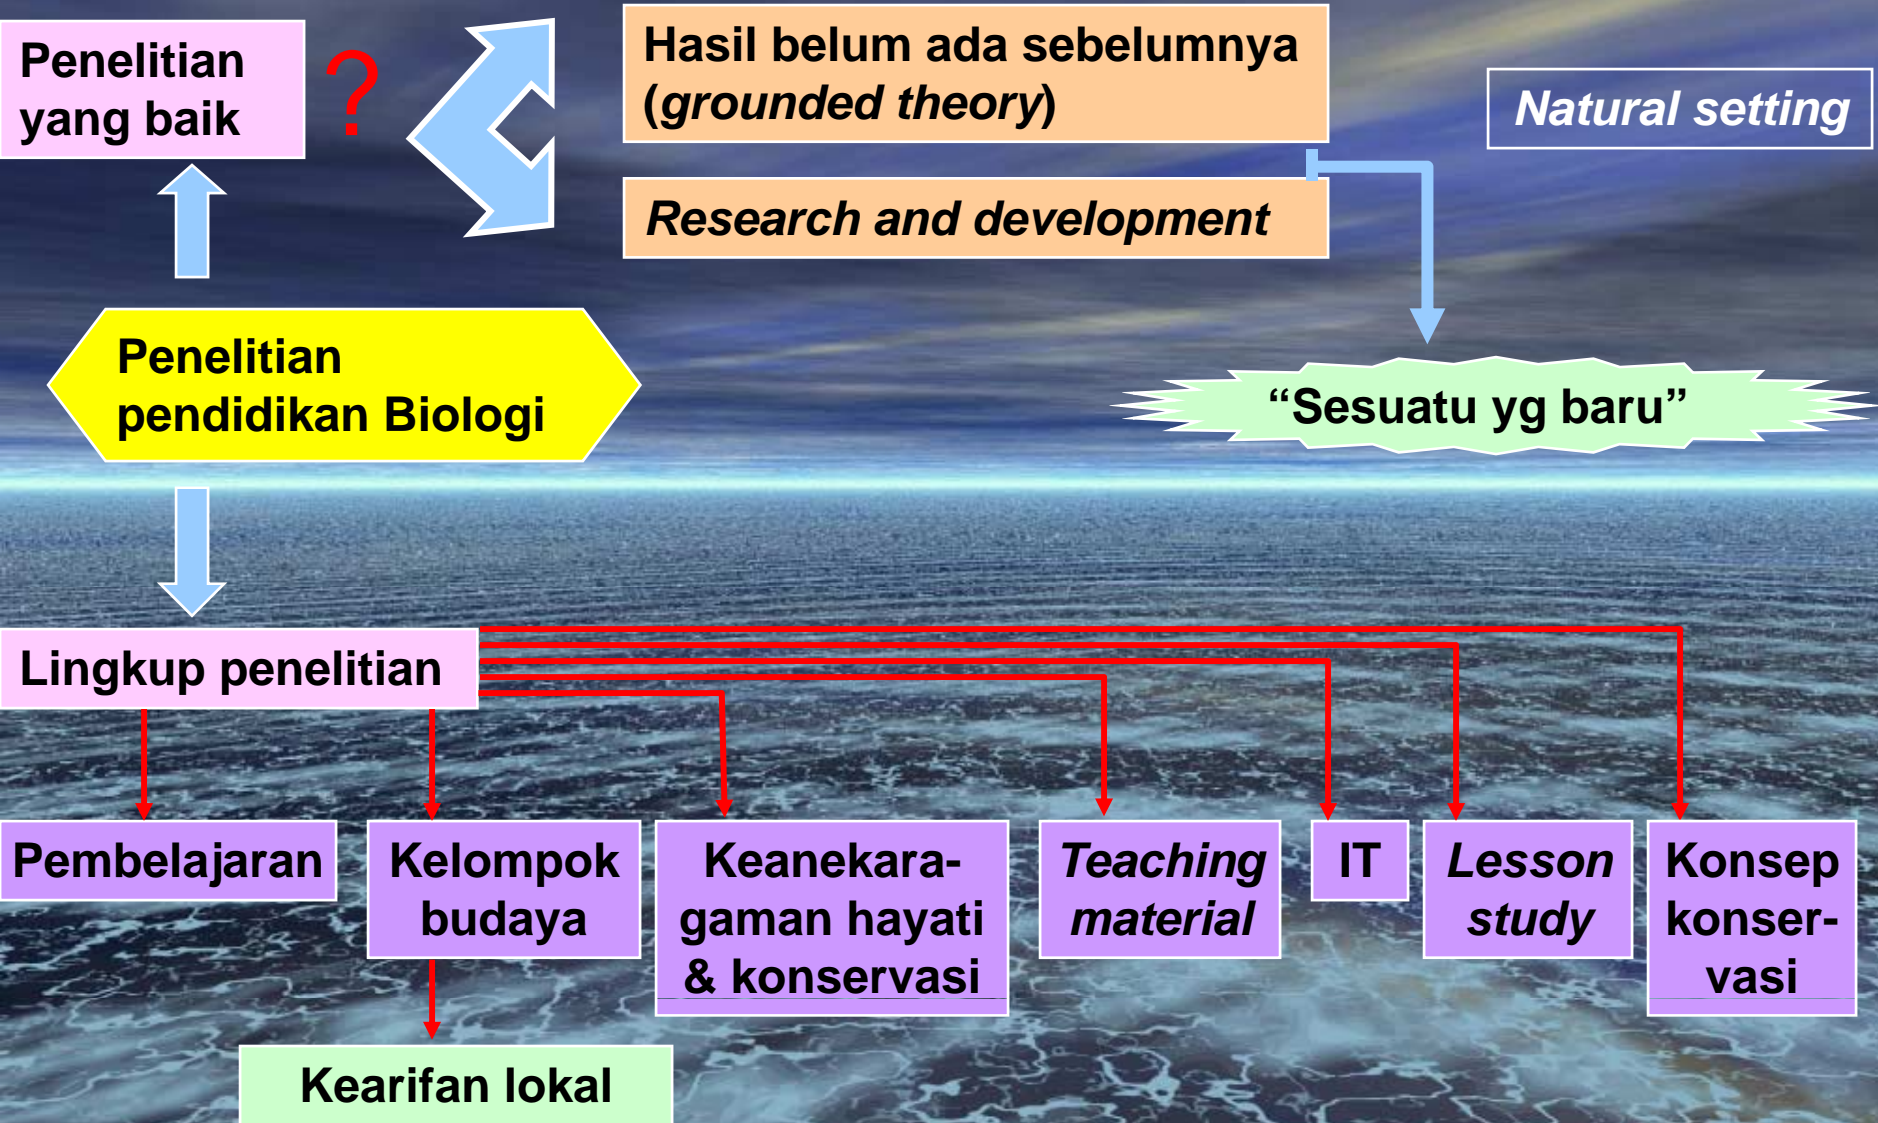 Penelitian
yang baik
?
Hasil belum ada sebelumnya
(grounded theory)
Natural setting
Research and development
Penelitian
pendidikan Biologi
“Sesuatu yg baru”
Lingkup penelitian
Pembelajaran
Kelompok
budaya
Keanekara-
gaman hayati
& konservasi
Teaching
material
IT
Lesson
study
Konsep
konser-
vasi
Kearifan lokal